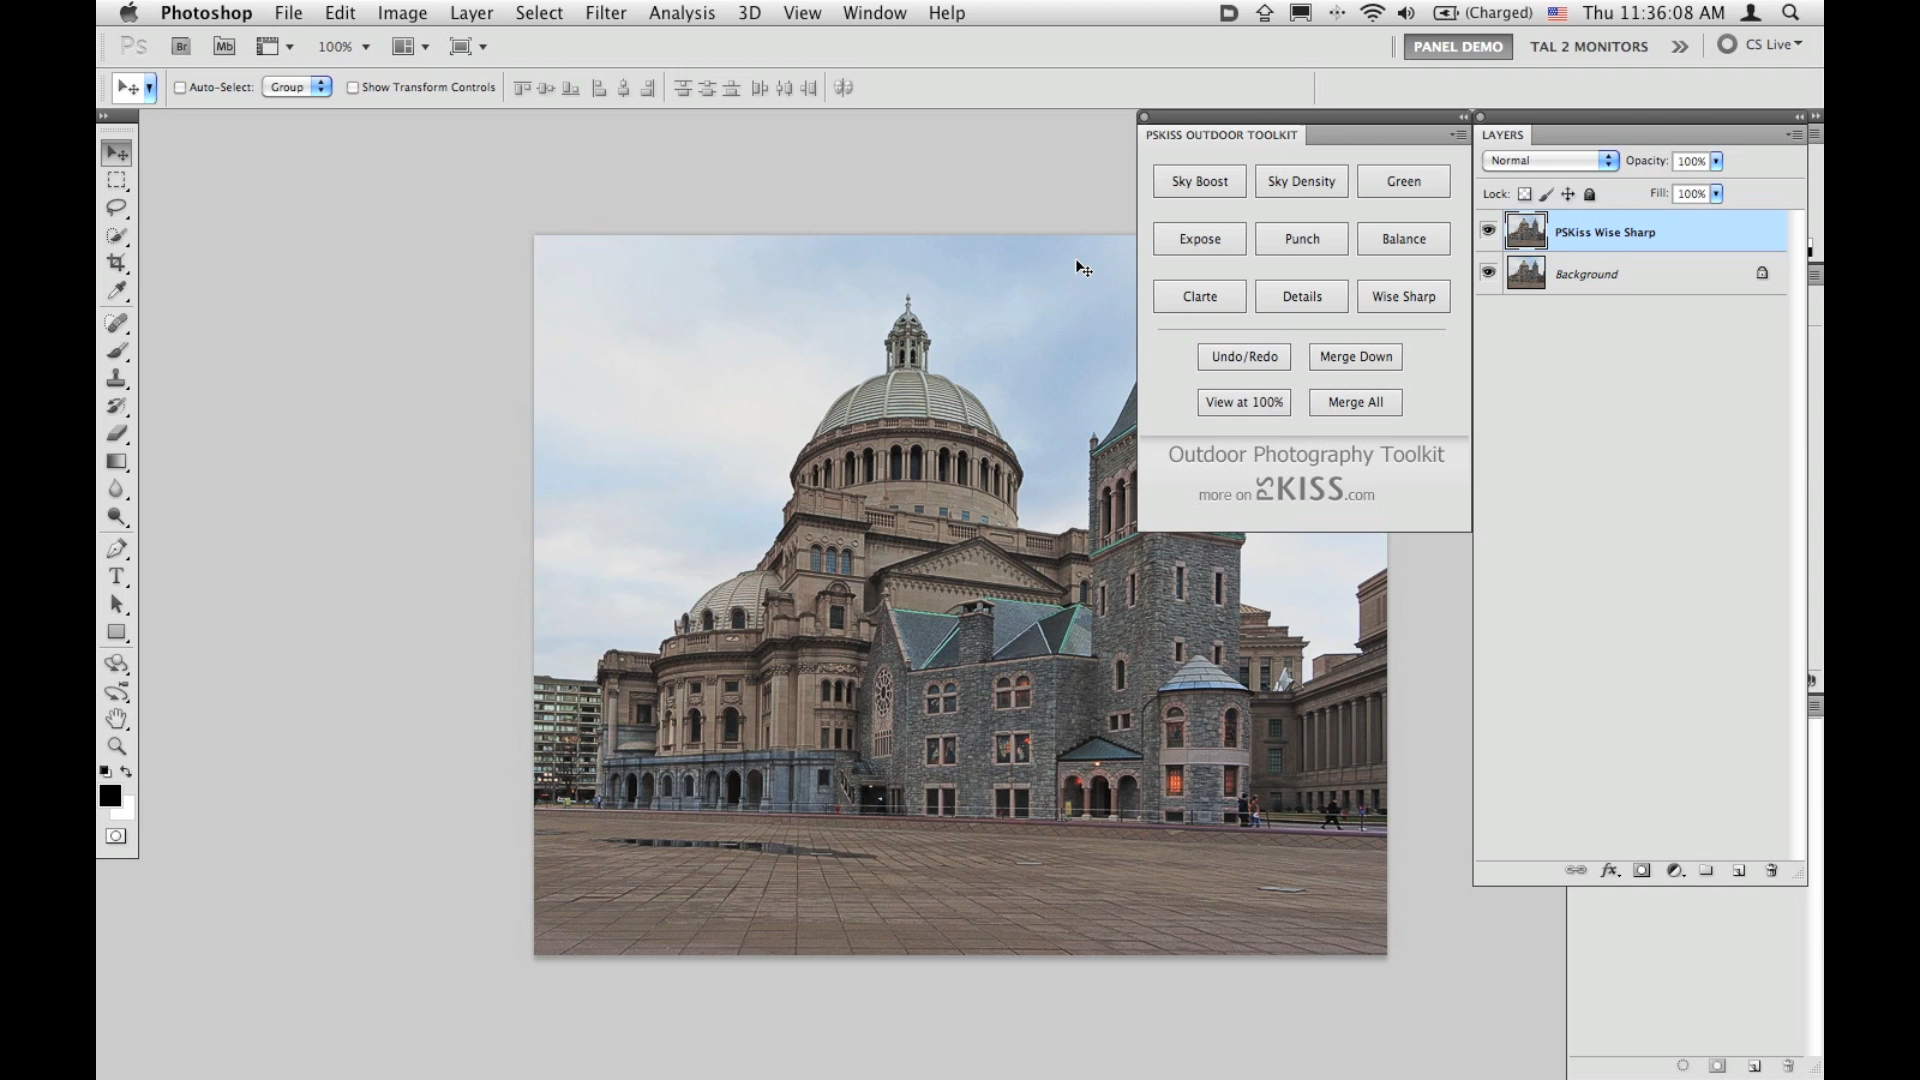 Photoshop File Edit Image Layer Select Filter Analysis 3D View Window Help (Charged) Thu 11:36:08 AM
Ps Br Mb 100% PANEL DEMO TAL 2 MONITORS CS Live
Auto-Select: Group Show Transform Controls
PSKISS OUTDOOR TOOLKIT
Sky Boost Sky Density Green
Expose Punch Balance
Clarte Details Wise Sharp
Undo/Redo Merge Down
View at 100% Merge All
Outdoor Photography Toolkit
more on PSKISS.com
LAYERS
Normal Opacity: 100%
Lock: Fill: 100%
PSKiss Wise Sharp
Background
T
fx